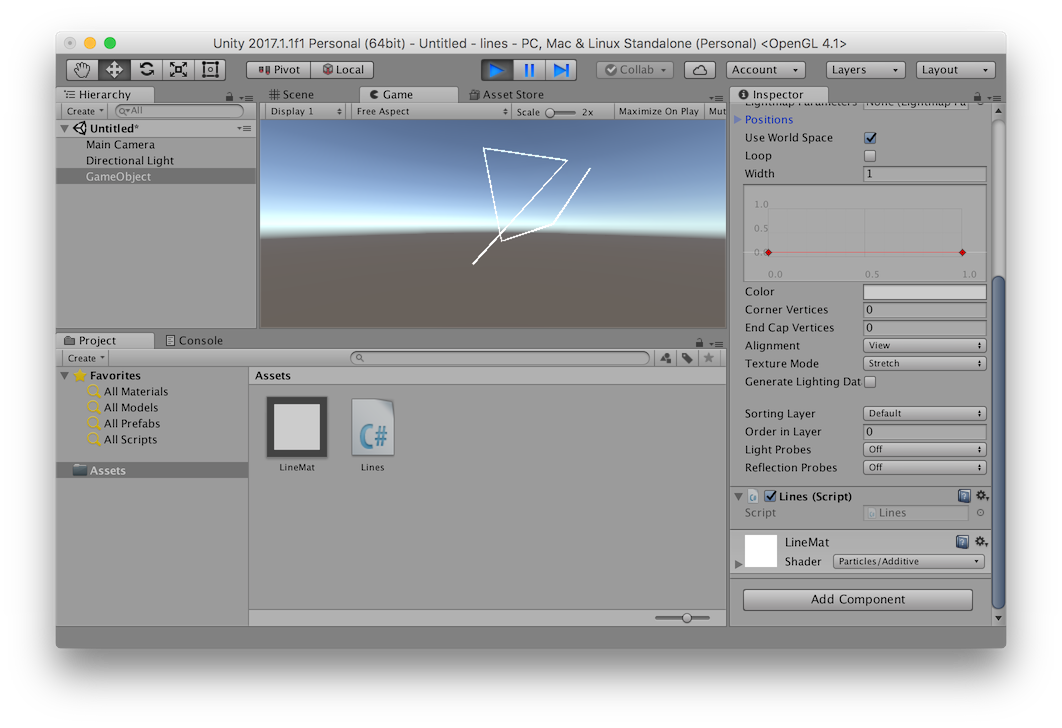 Unity 2017.1.1f1 Personal (64bit) - Untitled - lines - PC, Mac & Linux Standalone (Personal) <OpenGL 4.1>
Pivot Local Collab Account Layers Layout
Hierarchy
Create All
Untitled*
Main Camera
Directional Light
GameObject
Scene Game Asset Store
Display 1 Free Aspect Scale 2x Maximize On Play Mut
Inspector
Lightmap Parameters None (Lightmap Pa
Positions
Use World Space
Loop
Width 1
1.0
0.5
0.0
0.0 0.5 1.0
Color
Corner Vertices 0
End Cap Vertices 0
Alignment View
Texture Mode Stretch
Generate Lighting Dat
Sorting Layer Default
Order in Layer 0
Light Probes Off
Reflection Probes Off
Lines (Script)
Script Lines
LineMat
Shader Particles/Additive
Add Component
Project Console
Create
Favorites
All Materials
All Models
All Prefabs
All Scripts
Assets
Assets
C#
LineMat Lines